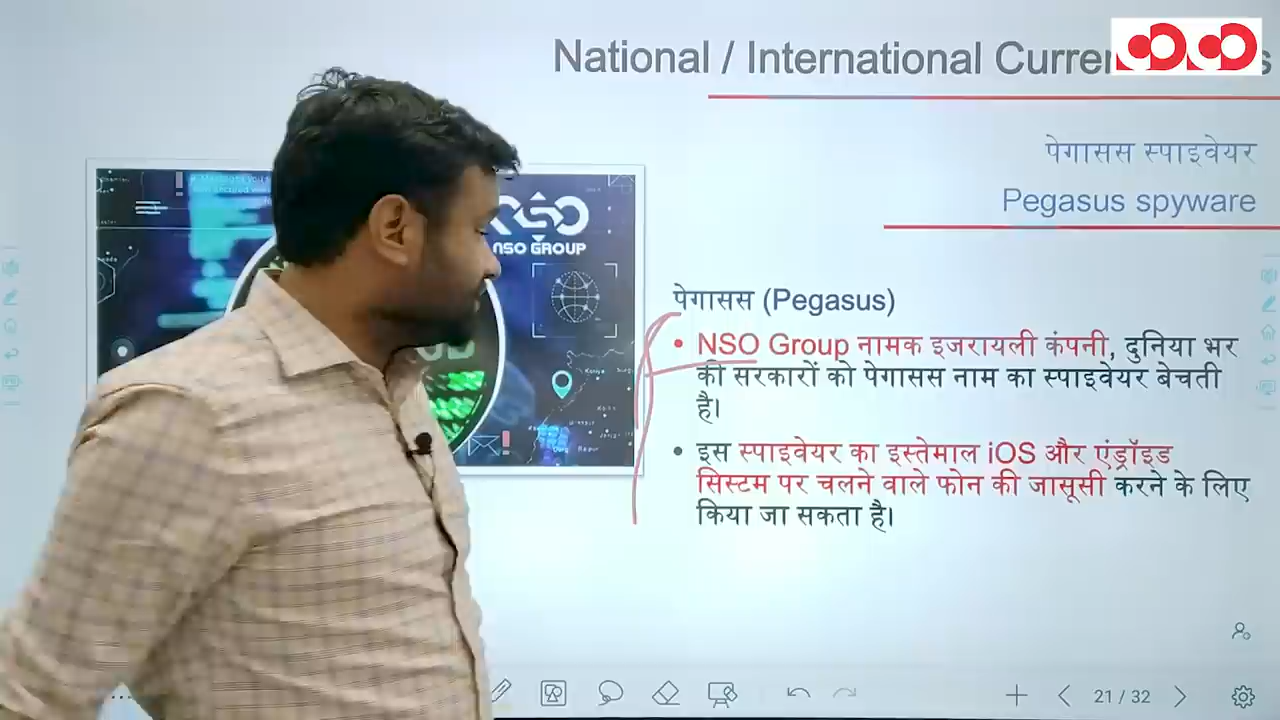 National / International
पेगासस स्पाइवेयर
Pegasus spyware
NSO GROUP
पेगासस (Pegasus)
• NSO Group नामक इजरायली कंपनी, दुनिया भर
की सरकारों को पेगासस नाम का स्पाइवेयर बेचती
है।
• इस स्पाइवेयर का इस्तेमाल iOS और एंड्रॉइड
सिस्टम पर चलने वाले फोन की जासूसी करने के लिए
किया जा सकता है।
21 / 32